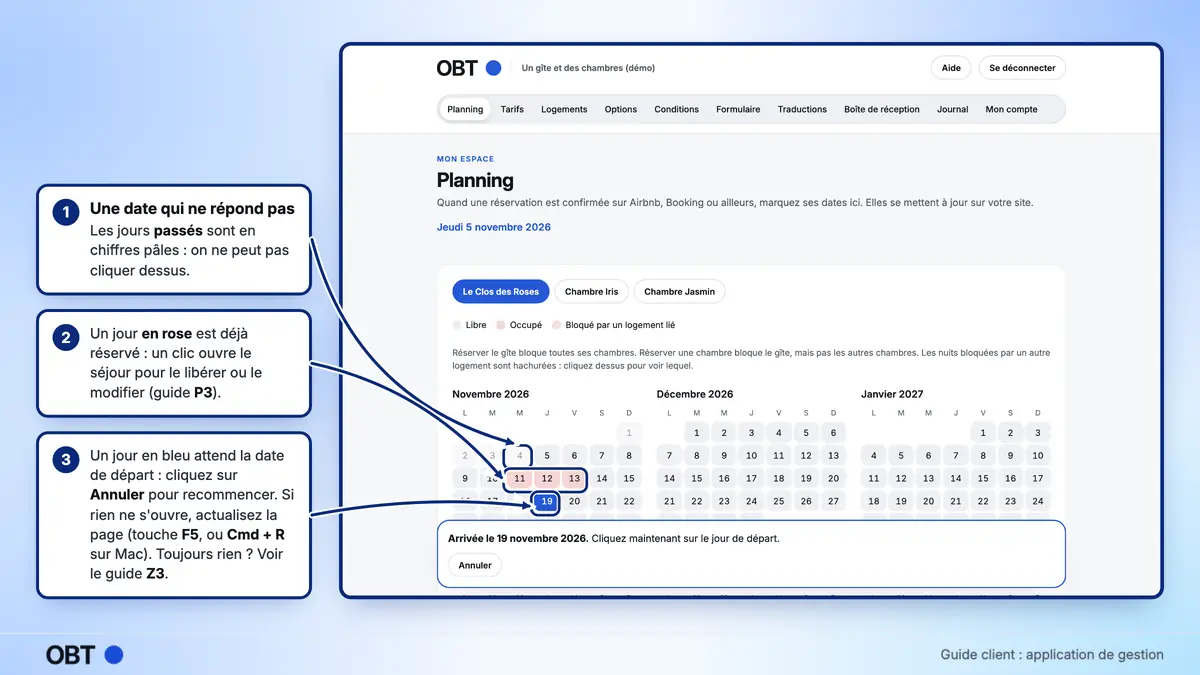 1
Une date qui ne répond pas
Les jours passés sont en
chiffres pâles : on ne peut pas
cliquer dessus.
2
Un jour en rose est déjà
réservé : un clic ouvre le
séjour pour le libérer ou le
modifier (guide P3).
3
Un jour en bleu attend la date
de départ : cliquez sur
Annuler pour recommencer. Si
rien ne s'ouvre, actualisez la
page (touche F5, ou Cmd + R
sur Mac). Toujours rien ? Voir
le guide Z3.
OBT
Un gîte et des chambres (démo)
Aide
Se déconnecter
Planning Tarifs Logements Options Conditions Formulaire Traductions Boîte de réception Journal Mon compte
MON ESPACE
Planning
Quand une réservation est confirmée sur Airbnb, Booking ou ailleurs, marquez ses dates ici. Elles se mettent à jour sur votre site.
Jeudi 5 novembre 2026
Le Clos des Roses
Chambre Iris
Chambre Jasmin
Libre
Occupé
Bloqué par un logement lié
Réserver le gîte bloque toutes ses chambres. Réserver une chambre bloque le gîte, mais pas les autres chambres. Les nuits bloquées par un autre
logement sont hachurées : cliquez dessus pour voir lequel.
Novembre 2026
L M M J V S D
1
2 3 4 5 6 7 8
9 10 11 12 13 14 15
17 19 20 21 22
Décembre 2026
L M M J V S D
1 2 3 4 5 6
7 8 9 10 11 12 13
14 15 16 17 18 19 20
21 22 23 24 25 26 27
Janvier 2027
L M M J V S D
1 2 3
4 5 6 7 8 9 10
11 12 13 14 15 16 17
18 19 20 21 22 23 24
Arrivée le 19 novembre 2026. Cliquez maintenant sur le jour de départ.
Annuler
OBT
Guide client : application de gestion